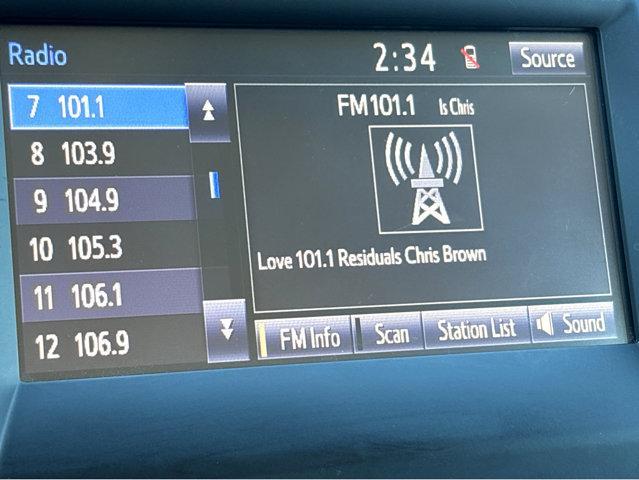 Radio
2:34
Source
7 101.1
8 103.9
9 104.9
10 105.3
11 106.1
12 106.9
FM101.1 Is Chris
Love 101.1 Residuals Chris Brown
FM Info
Scan
Station List
Sound